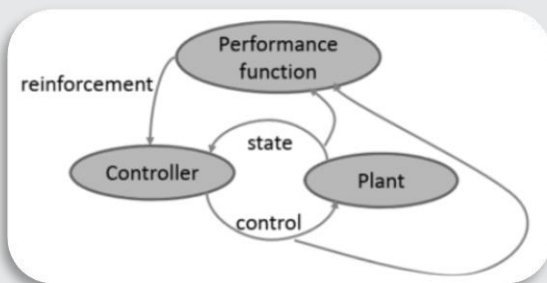 Performance
function
reinforcement
state
Controller
Plant
control